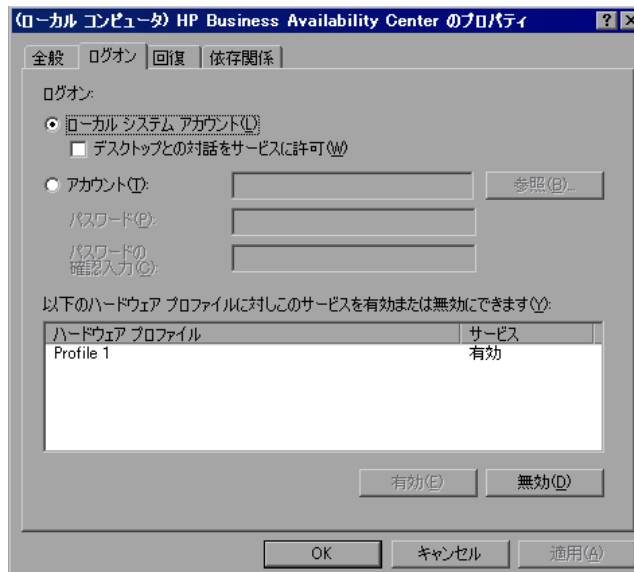 (ローカル コンピュータ) HP Business Availability Center のプロパティ
全般 ログオン 回復 依存関係
ログオン:
ローカル システム アカウント(L)
デスクトップとの対話をサービスに許可(W)
アカウント(T): 参照(B)...
パスワード(P):
パスワードの
確認入力(C):
以下のハードウェア プロファイルに対しこのサービスを有効または無効にできます(Y):
ハードウェア プロファイル サービス
Profile 1 有効
有効(E) 無効(D)
OK キャンセル 適用(A)